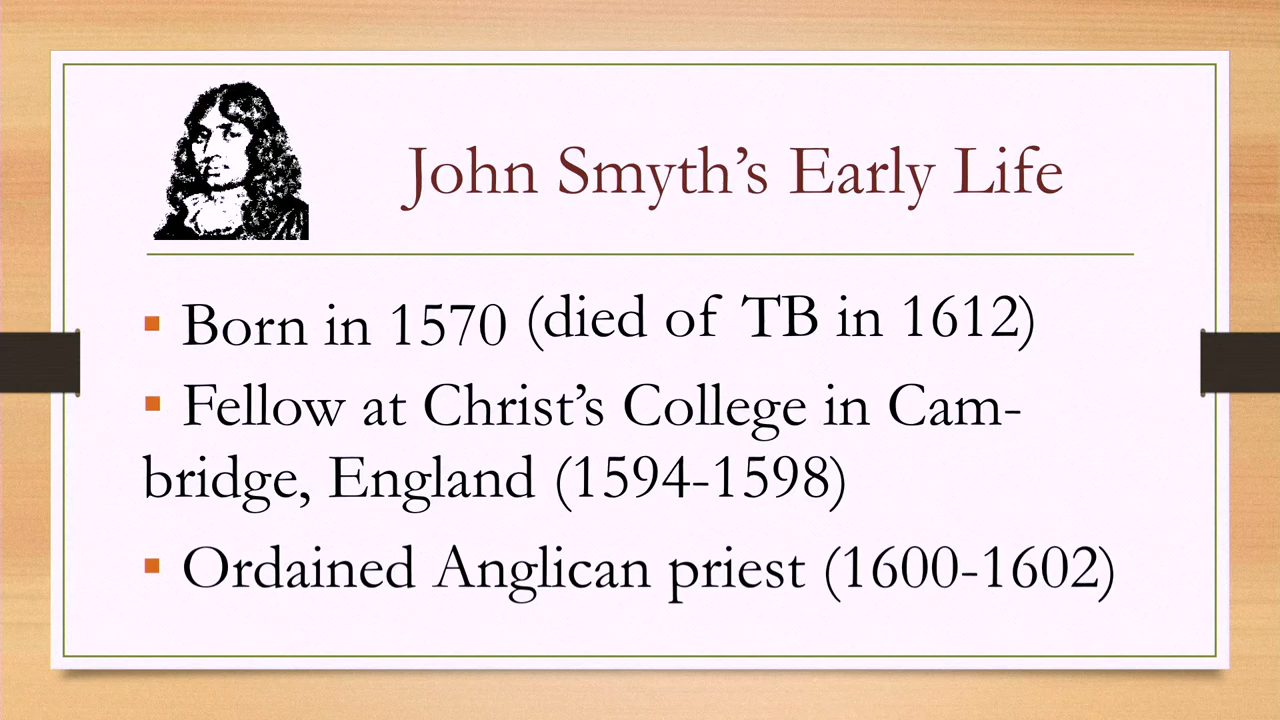 John Smyth’s Early Life
▪ Born in 1570 (died of TB in 1612)
▪ Fellow at Christ’s College in Cam-
bridge, England (1594-1598)
▪ Ordained Anglican priest (1600-1602)